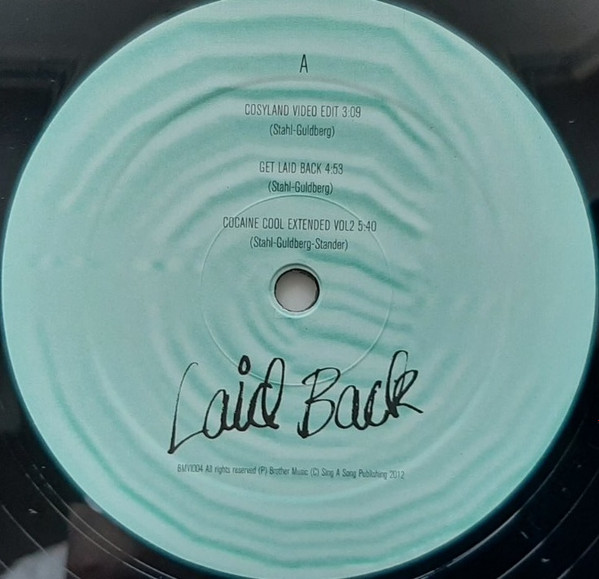 A
COSYLAND VIDEO EDIT 3:09
(Stahl-Guldberg)
GET LAID BACK 4:53
(Stahl-Guldberg)
COCAINE COOL EXTENDED VOL2 5:40
(Stahl-Guldberg-Stander)
Laid Back
BMVI004 All rights reserved (P) Brother Music (C) Sing A Song Publishing 2012